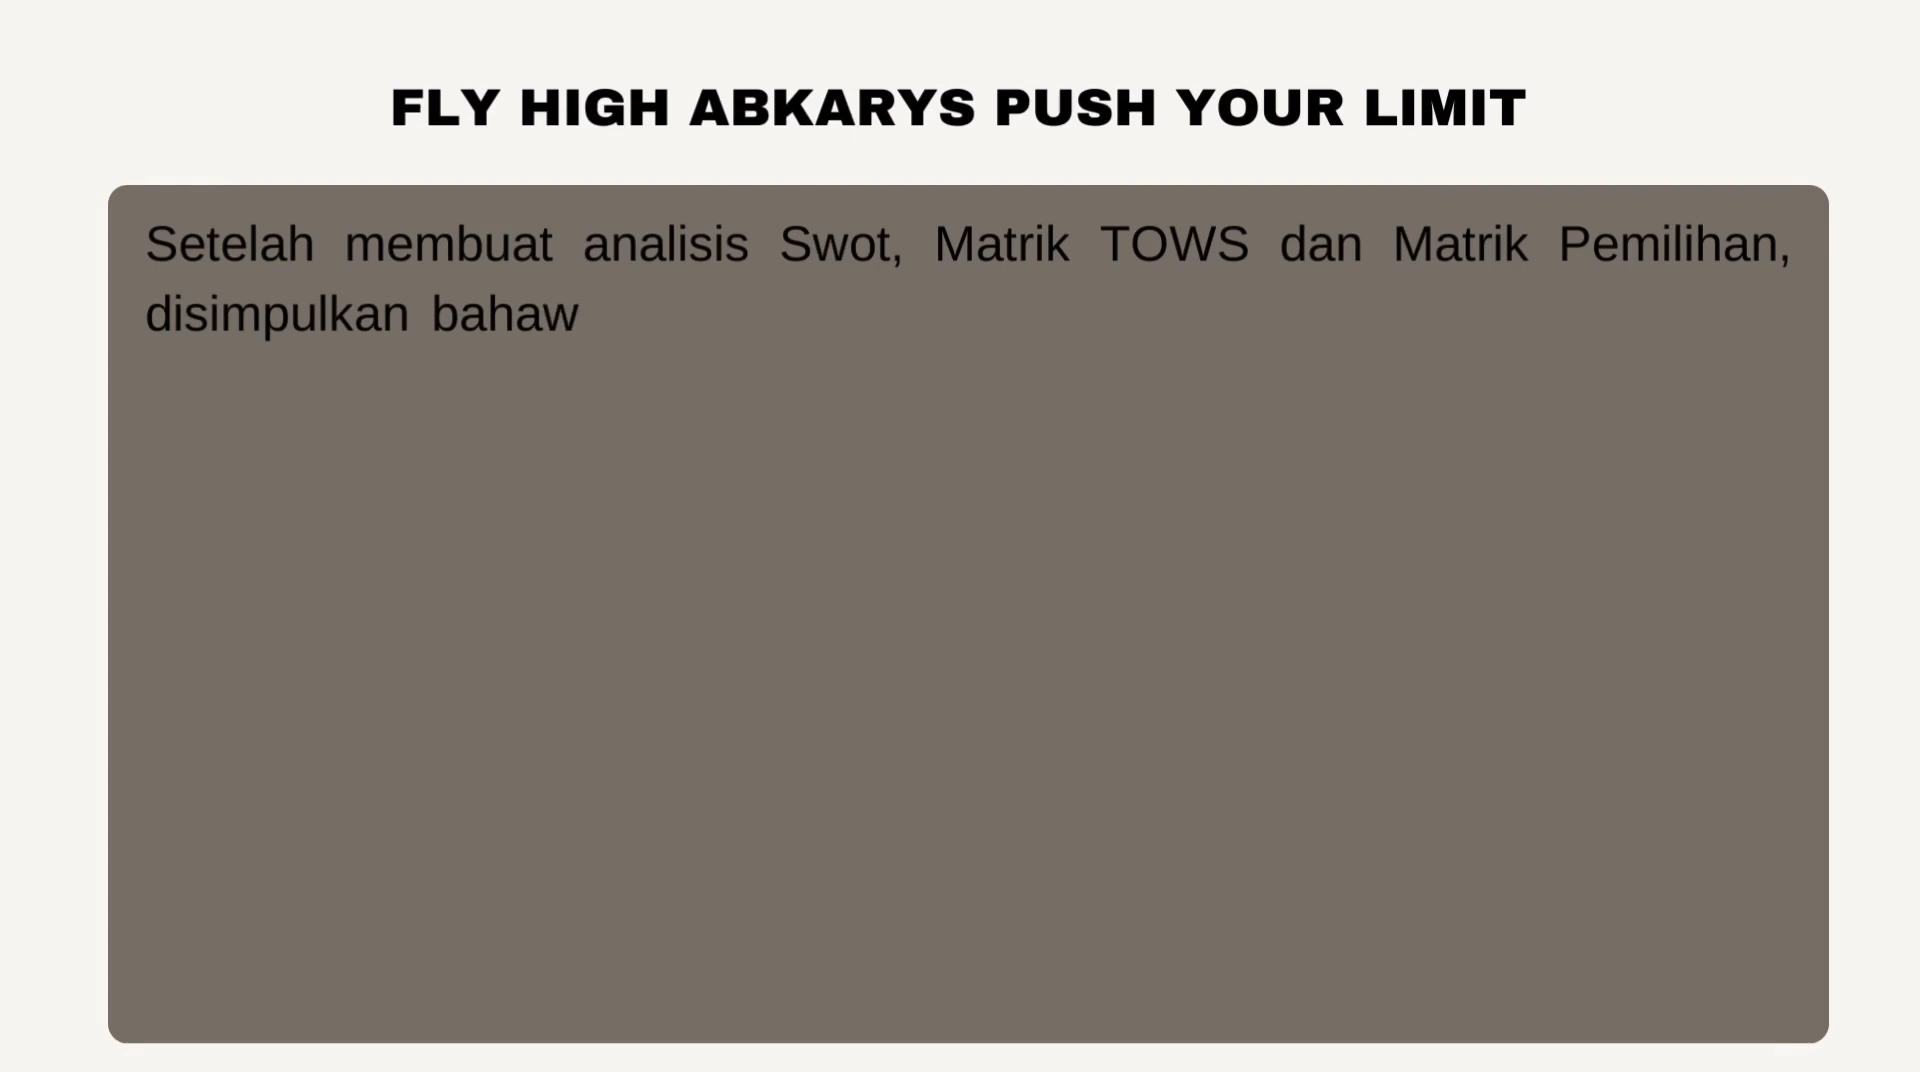 FLY HIGH ABKARYS PUSH YOUR LIMIT
Setelah membuat analisis Swot, Matrik TOWS dan Matrik Pemilihan,
disimpulkan bahaw